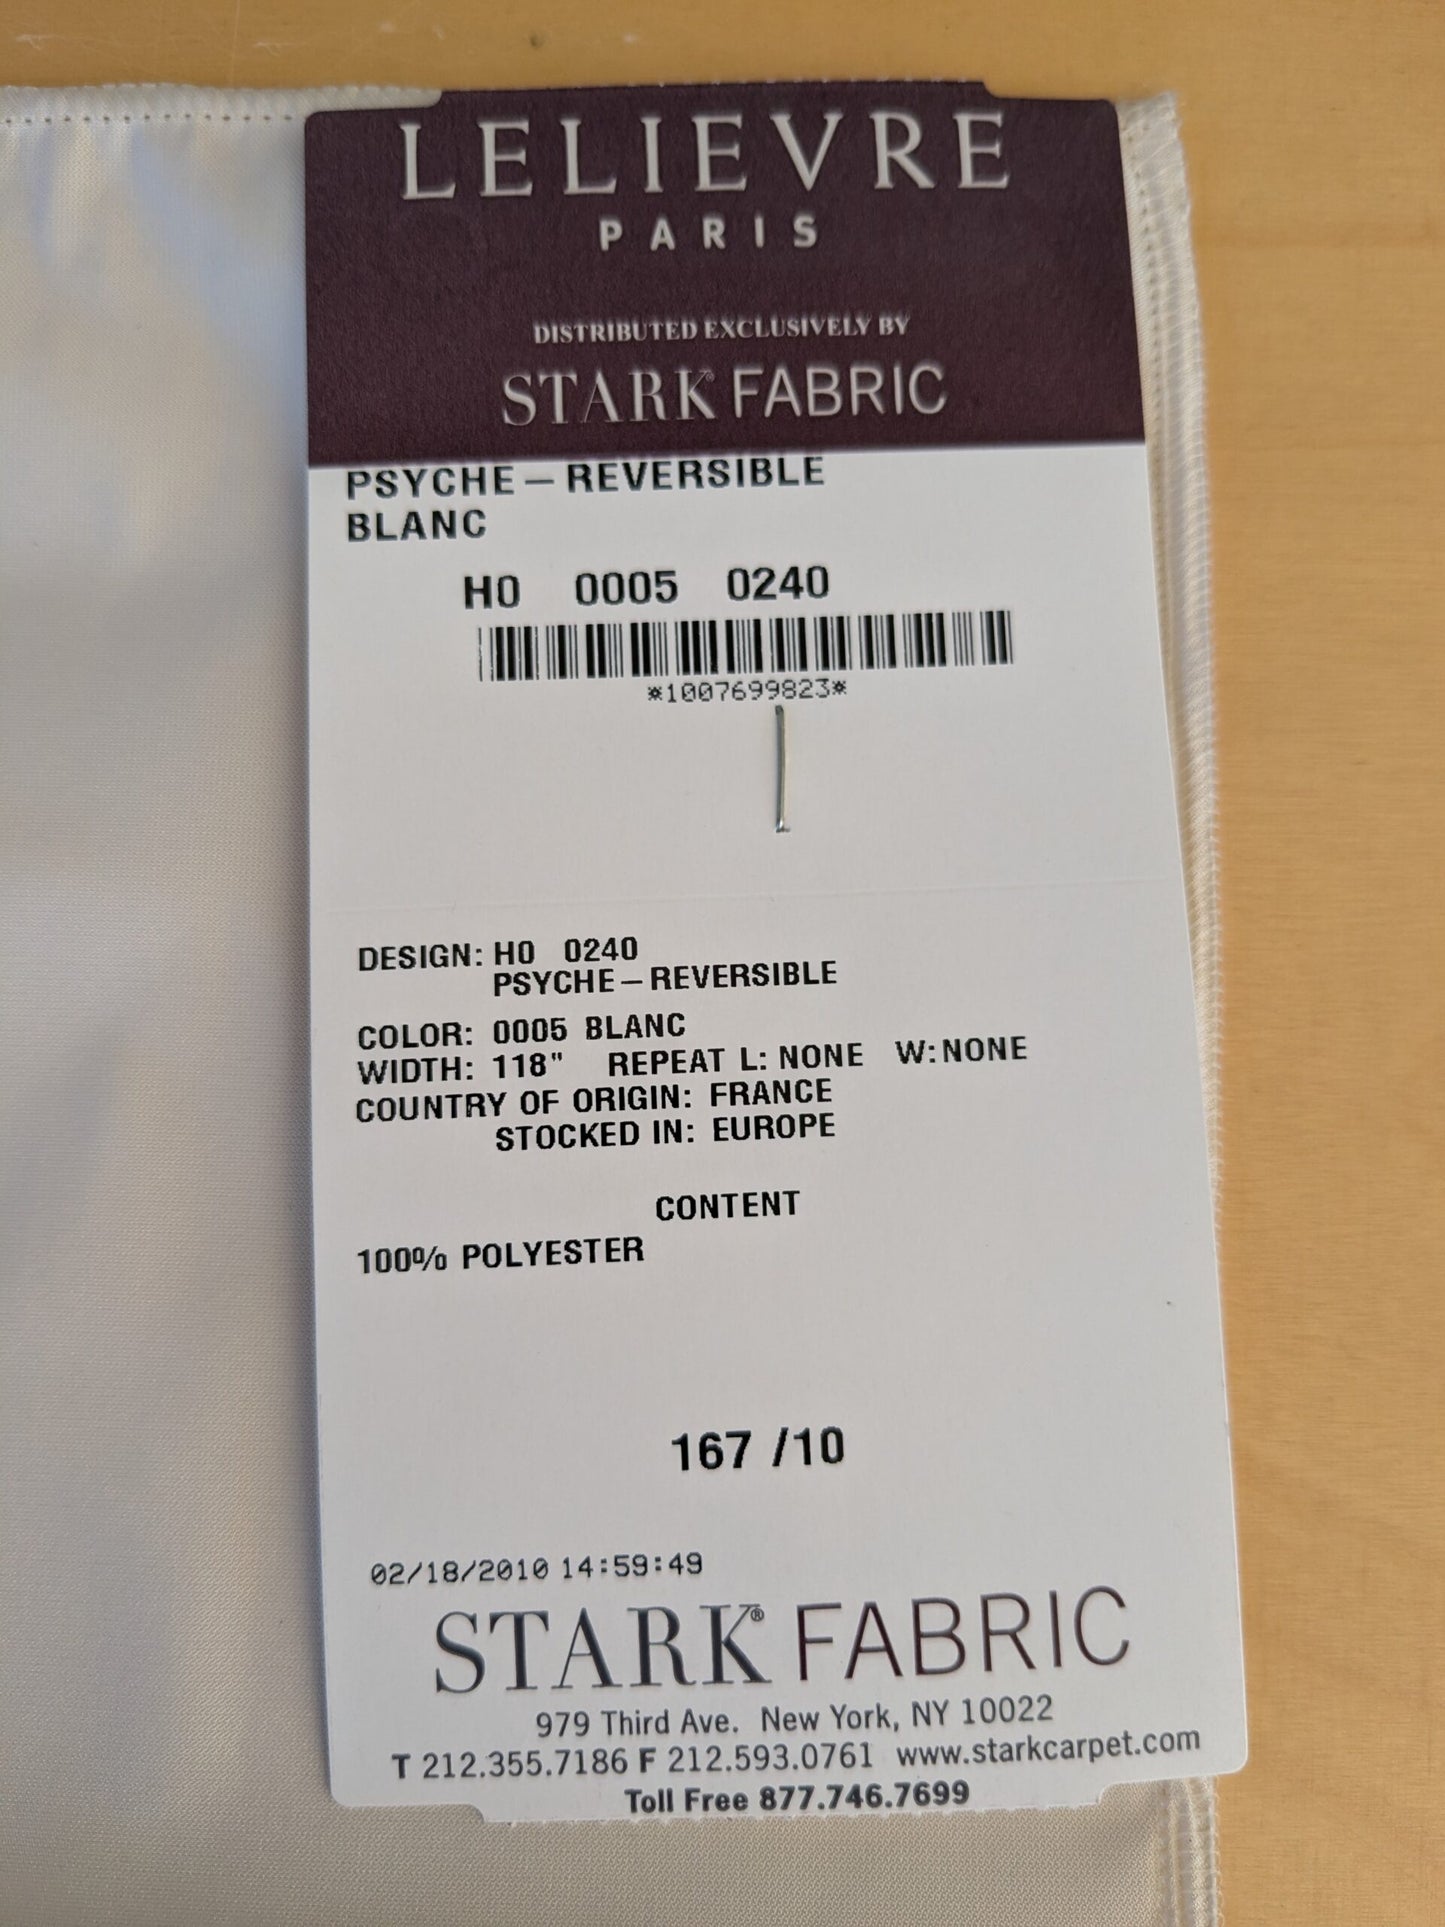 LELIEVRE
PARIS
DISTRIBUTED EXCLUSIVELY BY
STARK® FABRIC
PSYCHE – REVERSIBLE
BLANC
H0 0005 0240
*1007699823*
DESIGN: H0 0240
PSYCHE – REVERSIBLE
COLOR: 0005 BLANC
WIDTH: 118" REPEAT L: NONE W: NONE
COUNTRY OF ORIGIN: FRANCE
STOCKED IN: EUROPE
CONTENT
100% POLYESTER
167 /10
02/18/2010 14:59:49
STARK® FABRIC
979 Third Ave. New York, NY 10022
T 212.355.7186 F 212.593.0761 www.starkcarpet.com
Toll Free 877.746.7699